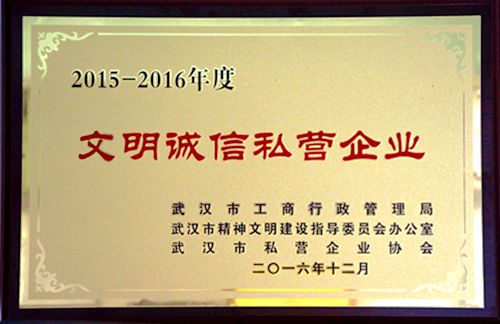 2015-2016年度
文明诚信私营企业
武汉市工商行政管理局
武汉市精神文明建设指导委员会办公室
武汉市私营企业协会
二〇一六年十二月